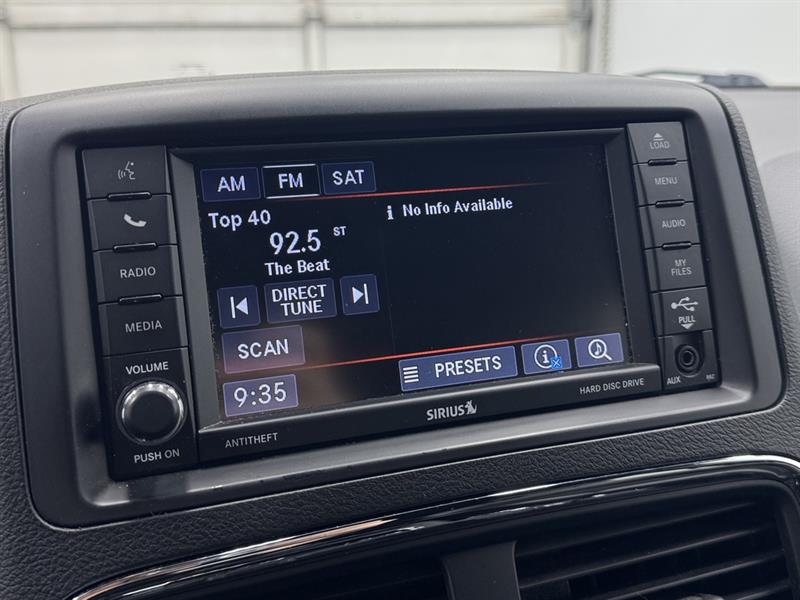 RADIO
MEDIA
VOLUME
PUSH ON
AM FM SAT
Top 40
92.5 ST
The Beat
DIRECT
TUNE
SCAN
9:35
i No Info Available
PRESETS
i
ANTITHEFT
SIRIUS
HARD DISC DRIVE
LOAD
MENU
AUDIO
MY
FILES
PULL
AUX